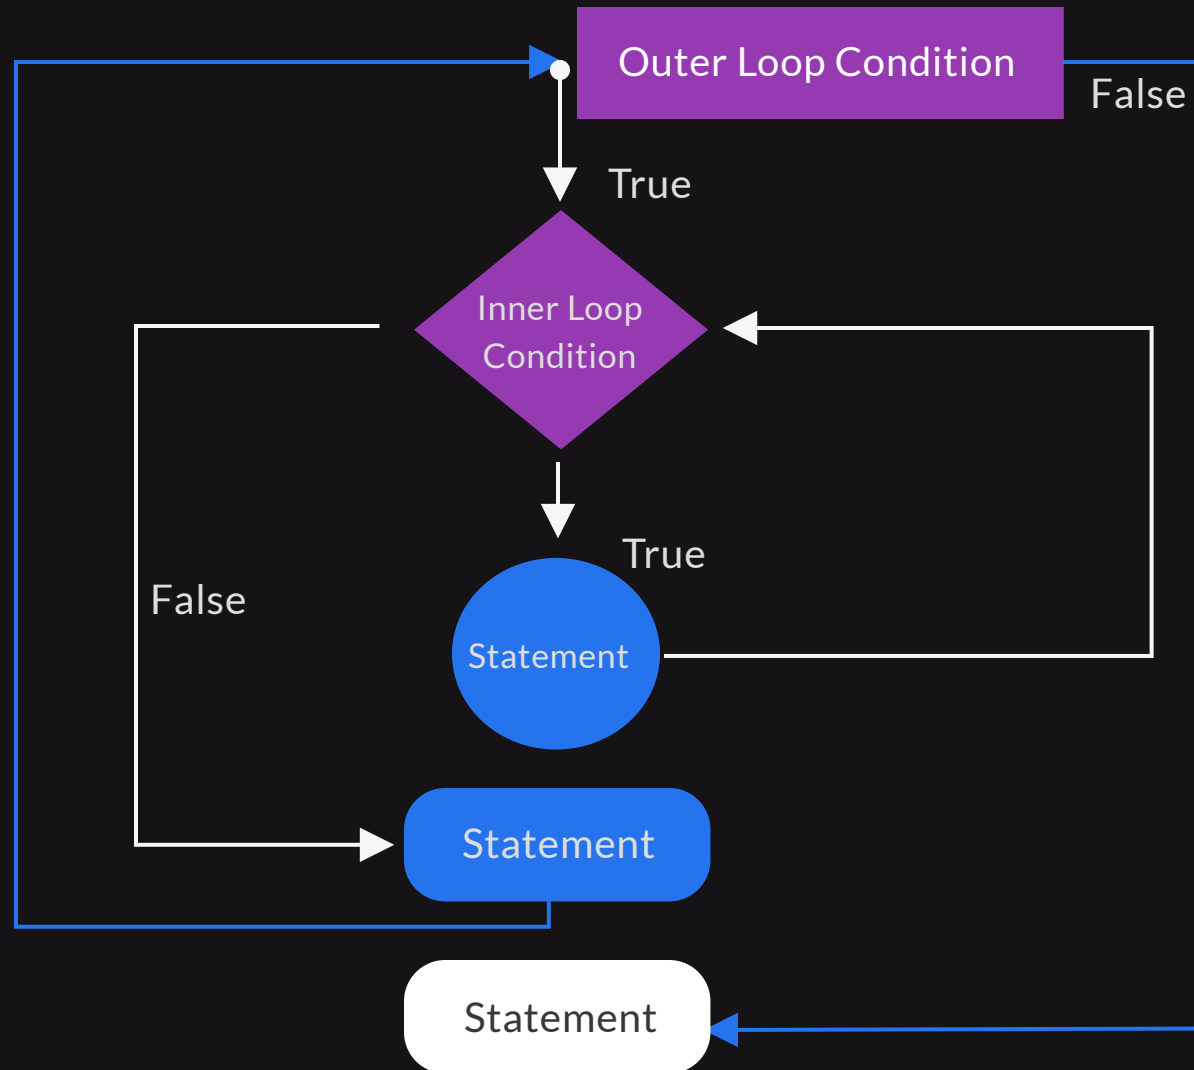 Outer Loop Condition
False
True
Inner Loop
Condition
True
False
Statement
Statement
Statement